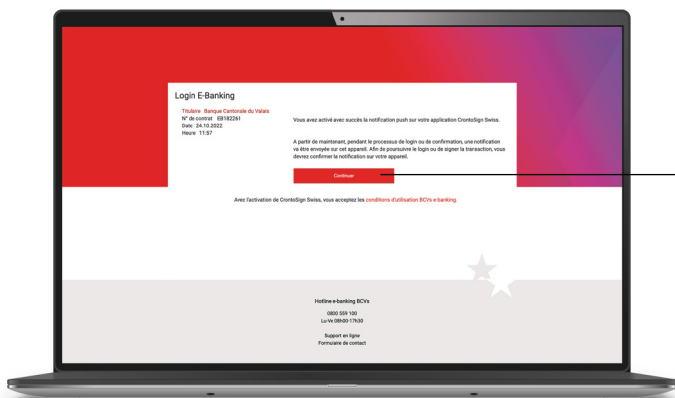 Login E-Banking
Titulaire Banque Cantonale du Valais
N° de contrat EB182261
Date 24.10.2022
Heure 11:57
Vous avez activé avec succès la notification push sur votre application CrontoSign Swiss.
A partir de maintenant, pendant le processus de login ou de confirmation, une notification
va être envoyée sur cet appareil. Afin de poursuivre le login ou de signer la transaction, vous
devrez confirmer la notification sur votre appareil.
Continuer
Avec l'activation de CrontoSign Swiss, vous acceptez les conditions d'utilisation BCVs e-banking.
Hotline e-banking BCVs
0800 559 100
Lu-Ve 08h00-17h30
Support en ligne
Formulaire de contact